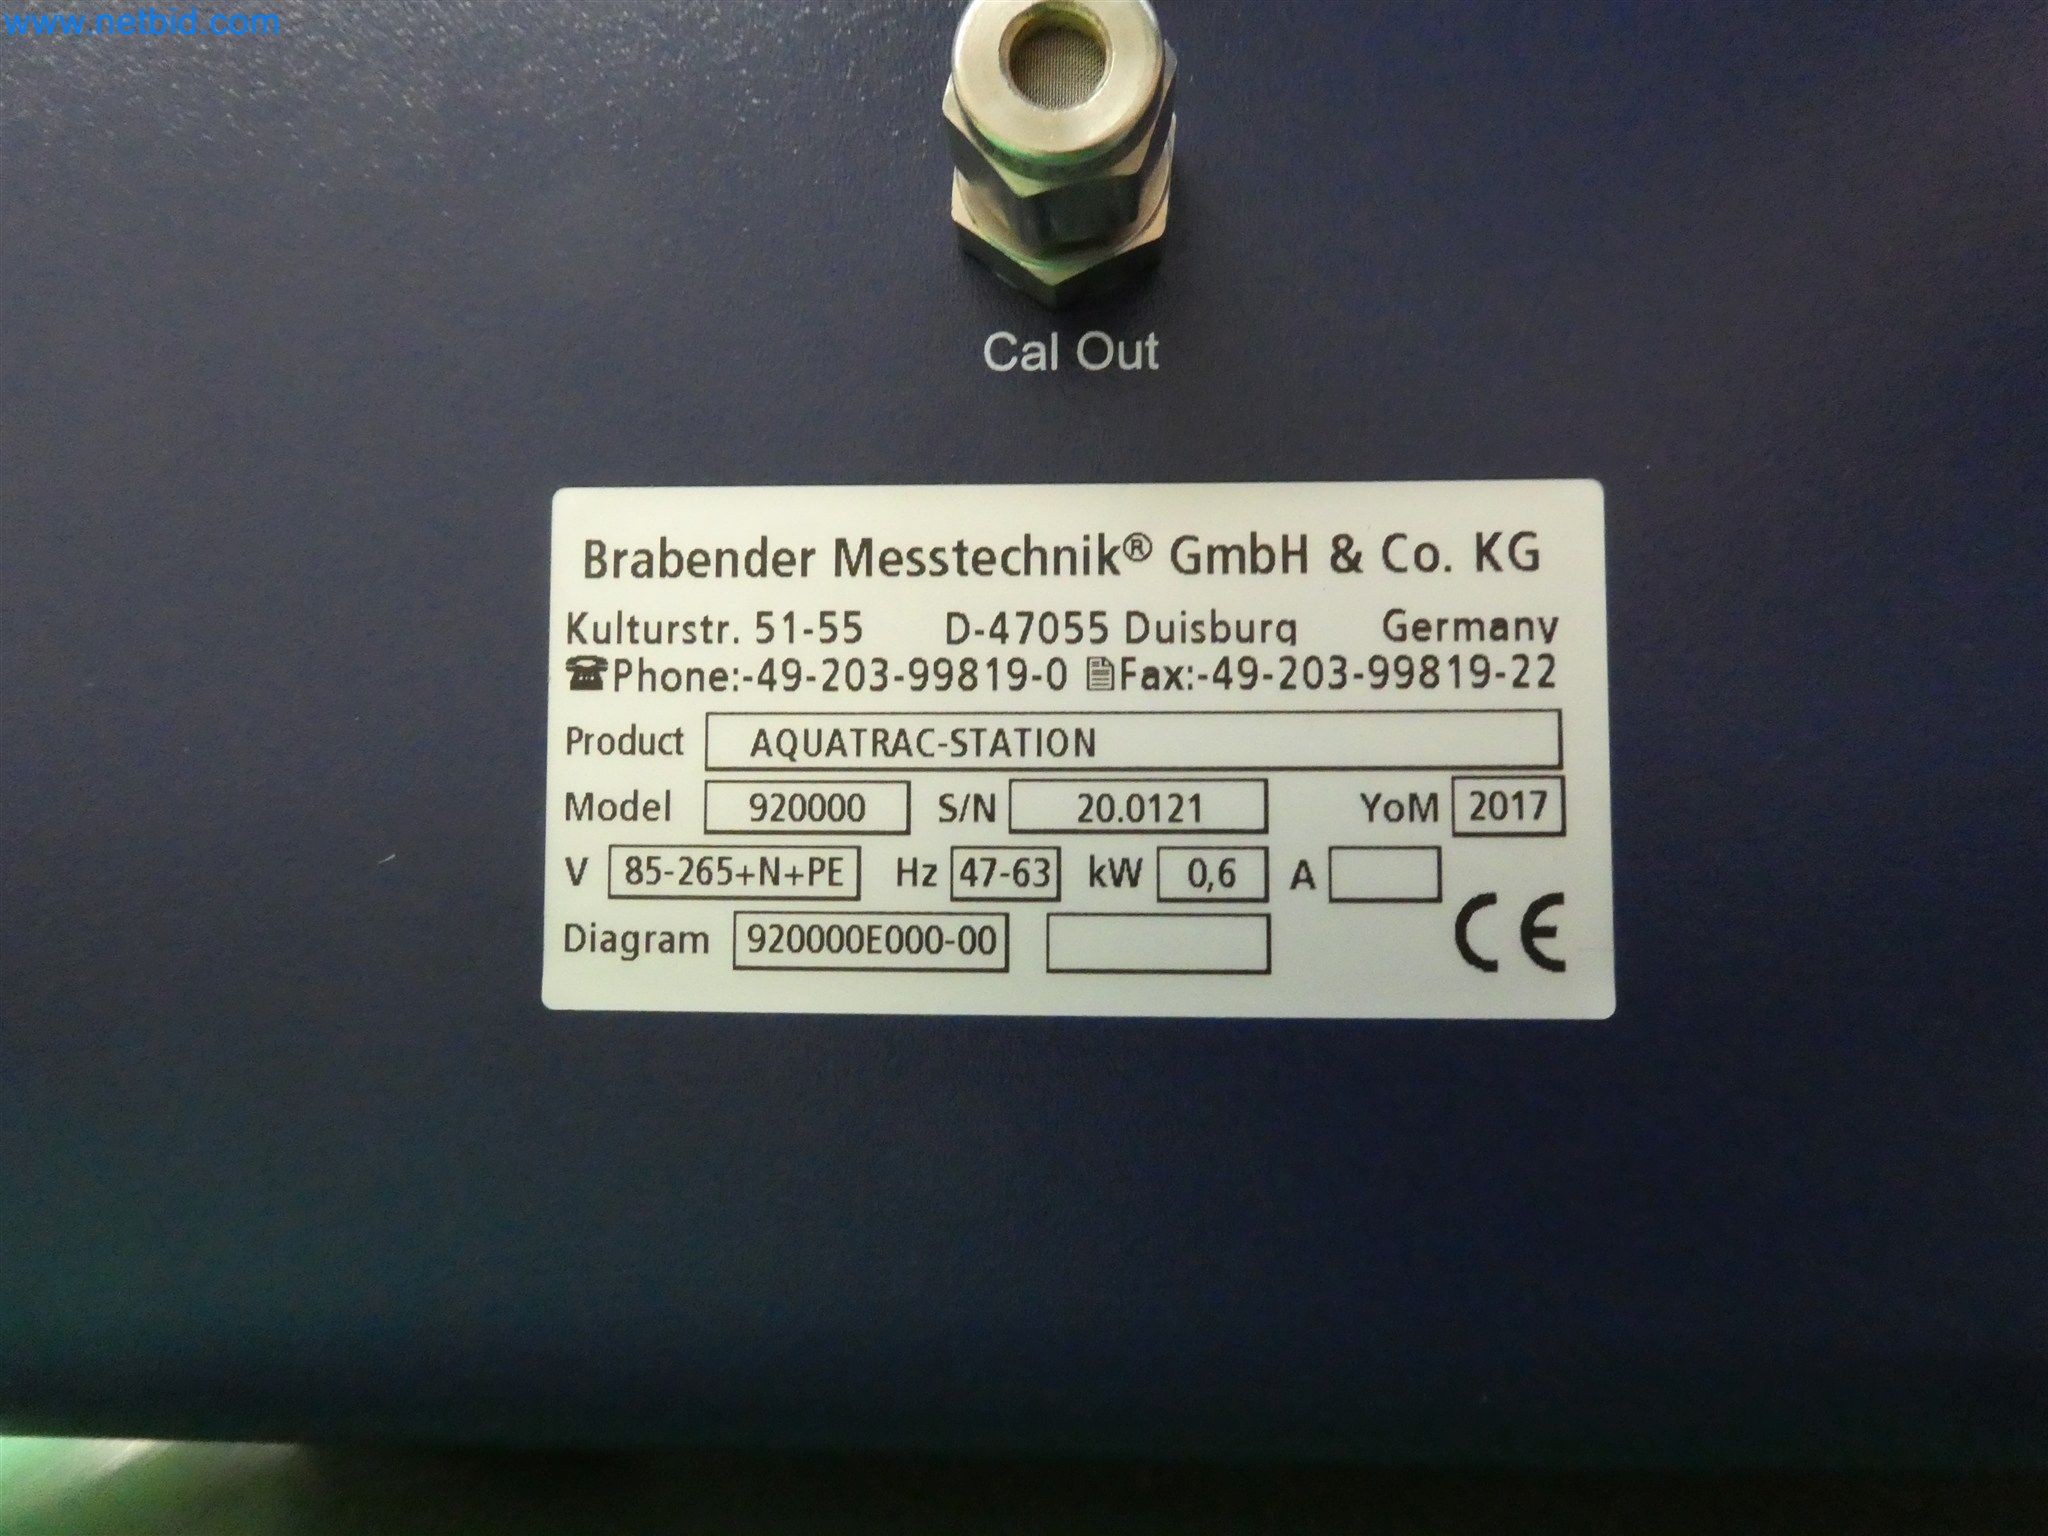 www.netbid.com
Cal Out
Brabender Messtechnik® GmbH & Co. KG
Kulturstr. 51-55 D-47055 Duisburg Germany
☎Phone:-49-203-99819-0 Fax:-49-203-99819-22
Product AQUATRAC-STATION
Model 920000 S/N 20.0121 YoM 2017
V 85-265+N+PE Hz 47-63 kW 0,6 A
Diagram 920000E000-00 CE